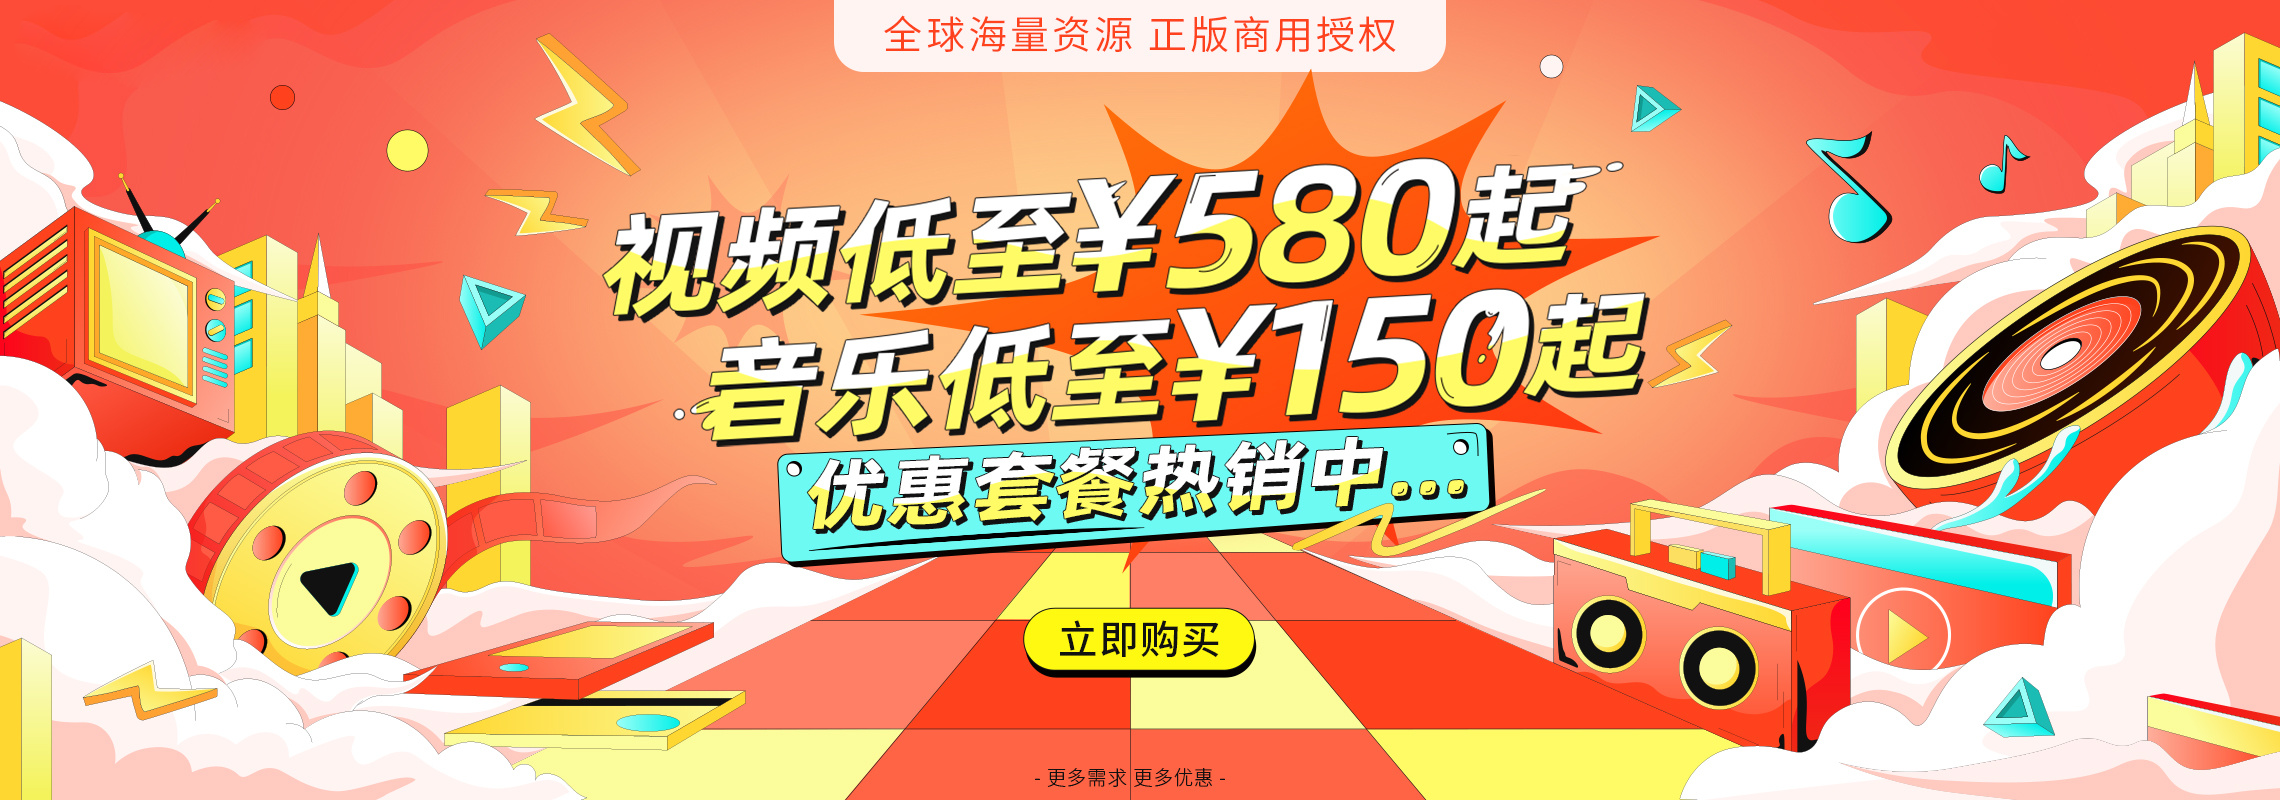 全球海量资源 正版商用授权
视频低至¥580起
音乐低至¥150起
优惠套餐热销中...
立即购买
- 更多需求 更多优惠 -